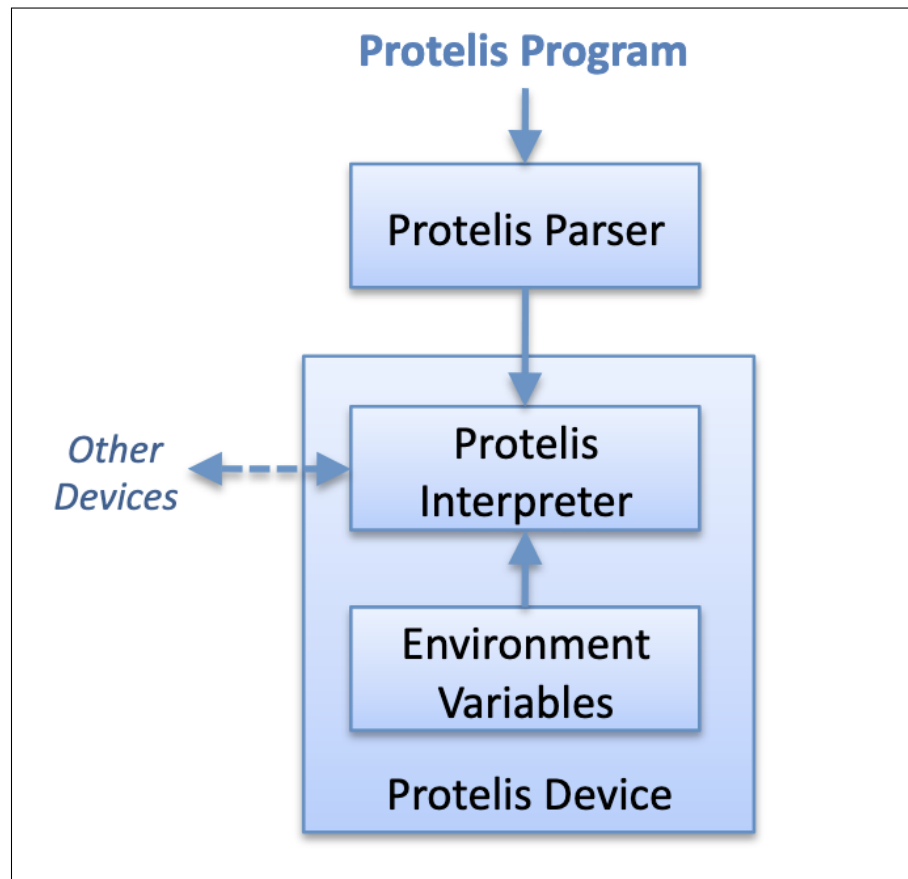 Protelis Program
Protelis Parser
Protelis
Interpreter
Other
Devices
Environment
Variables
Protelis Device